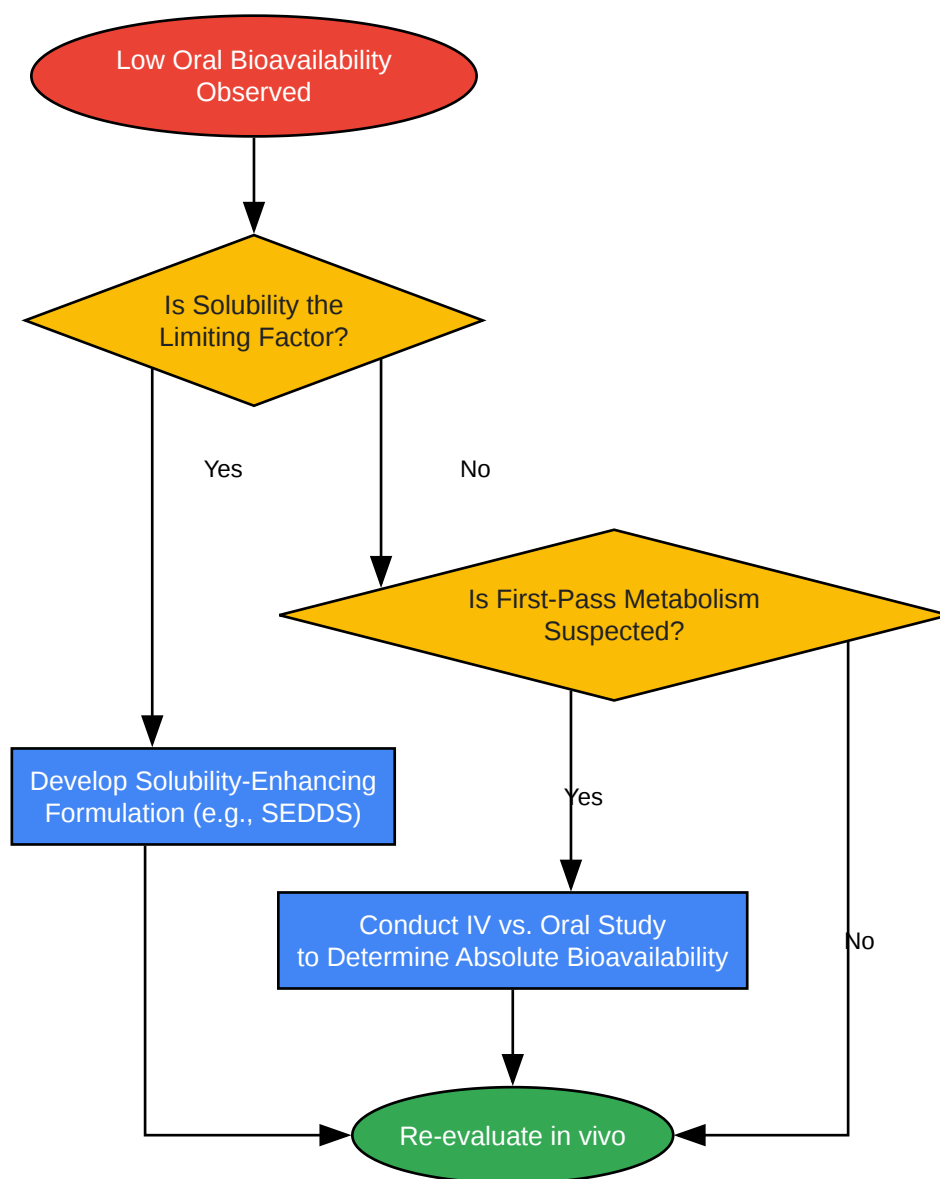 Low Oral Bioavailability
Observed
Is Solubility the
Limiting Factor?
Yes
No
Is First-Pass Metabolism
Suspected?
Develop Solubility-Enhancing
Formulation (e.g., SEDDS)
Yes
Conduct IV vs. Oral Study
to Determine Absolute Bioavailability
No
Re-evaluate in vivo